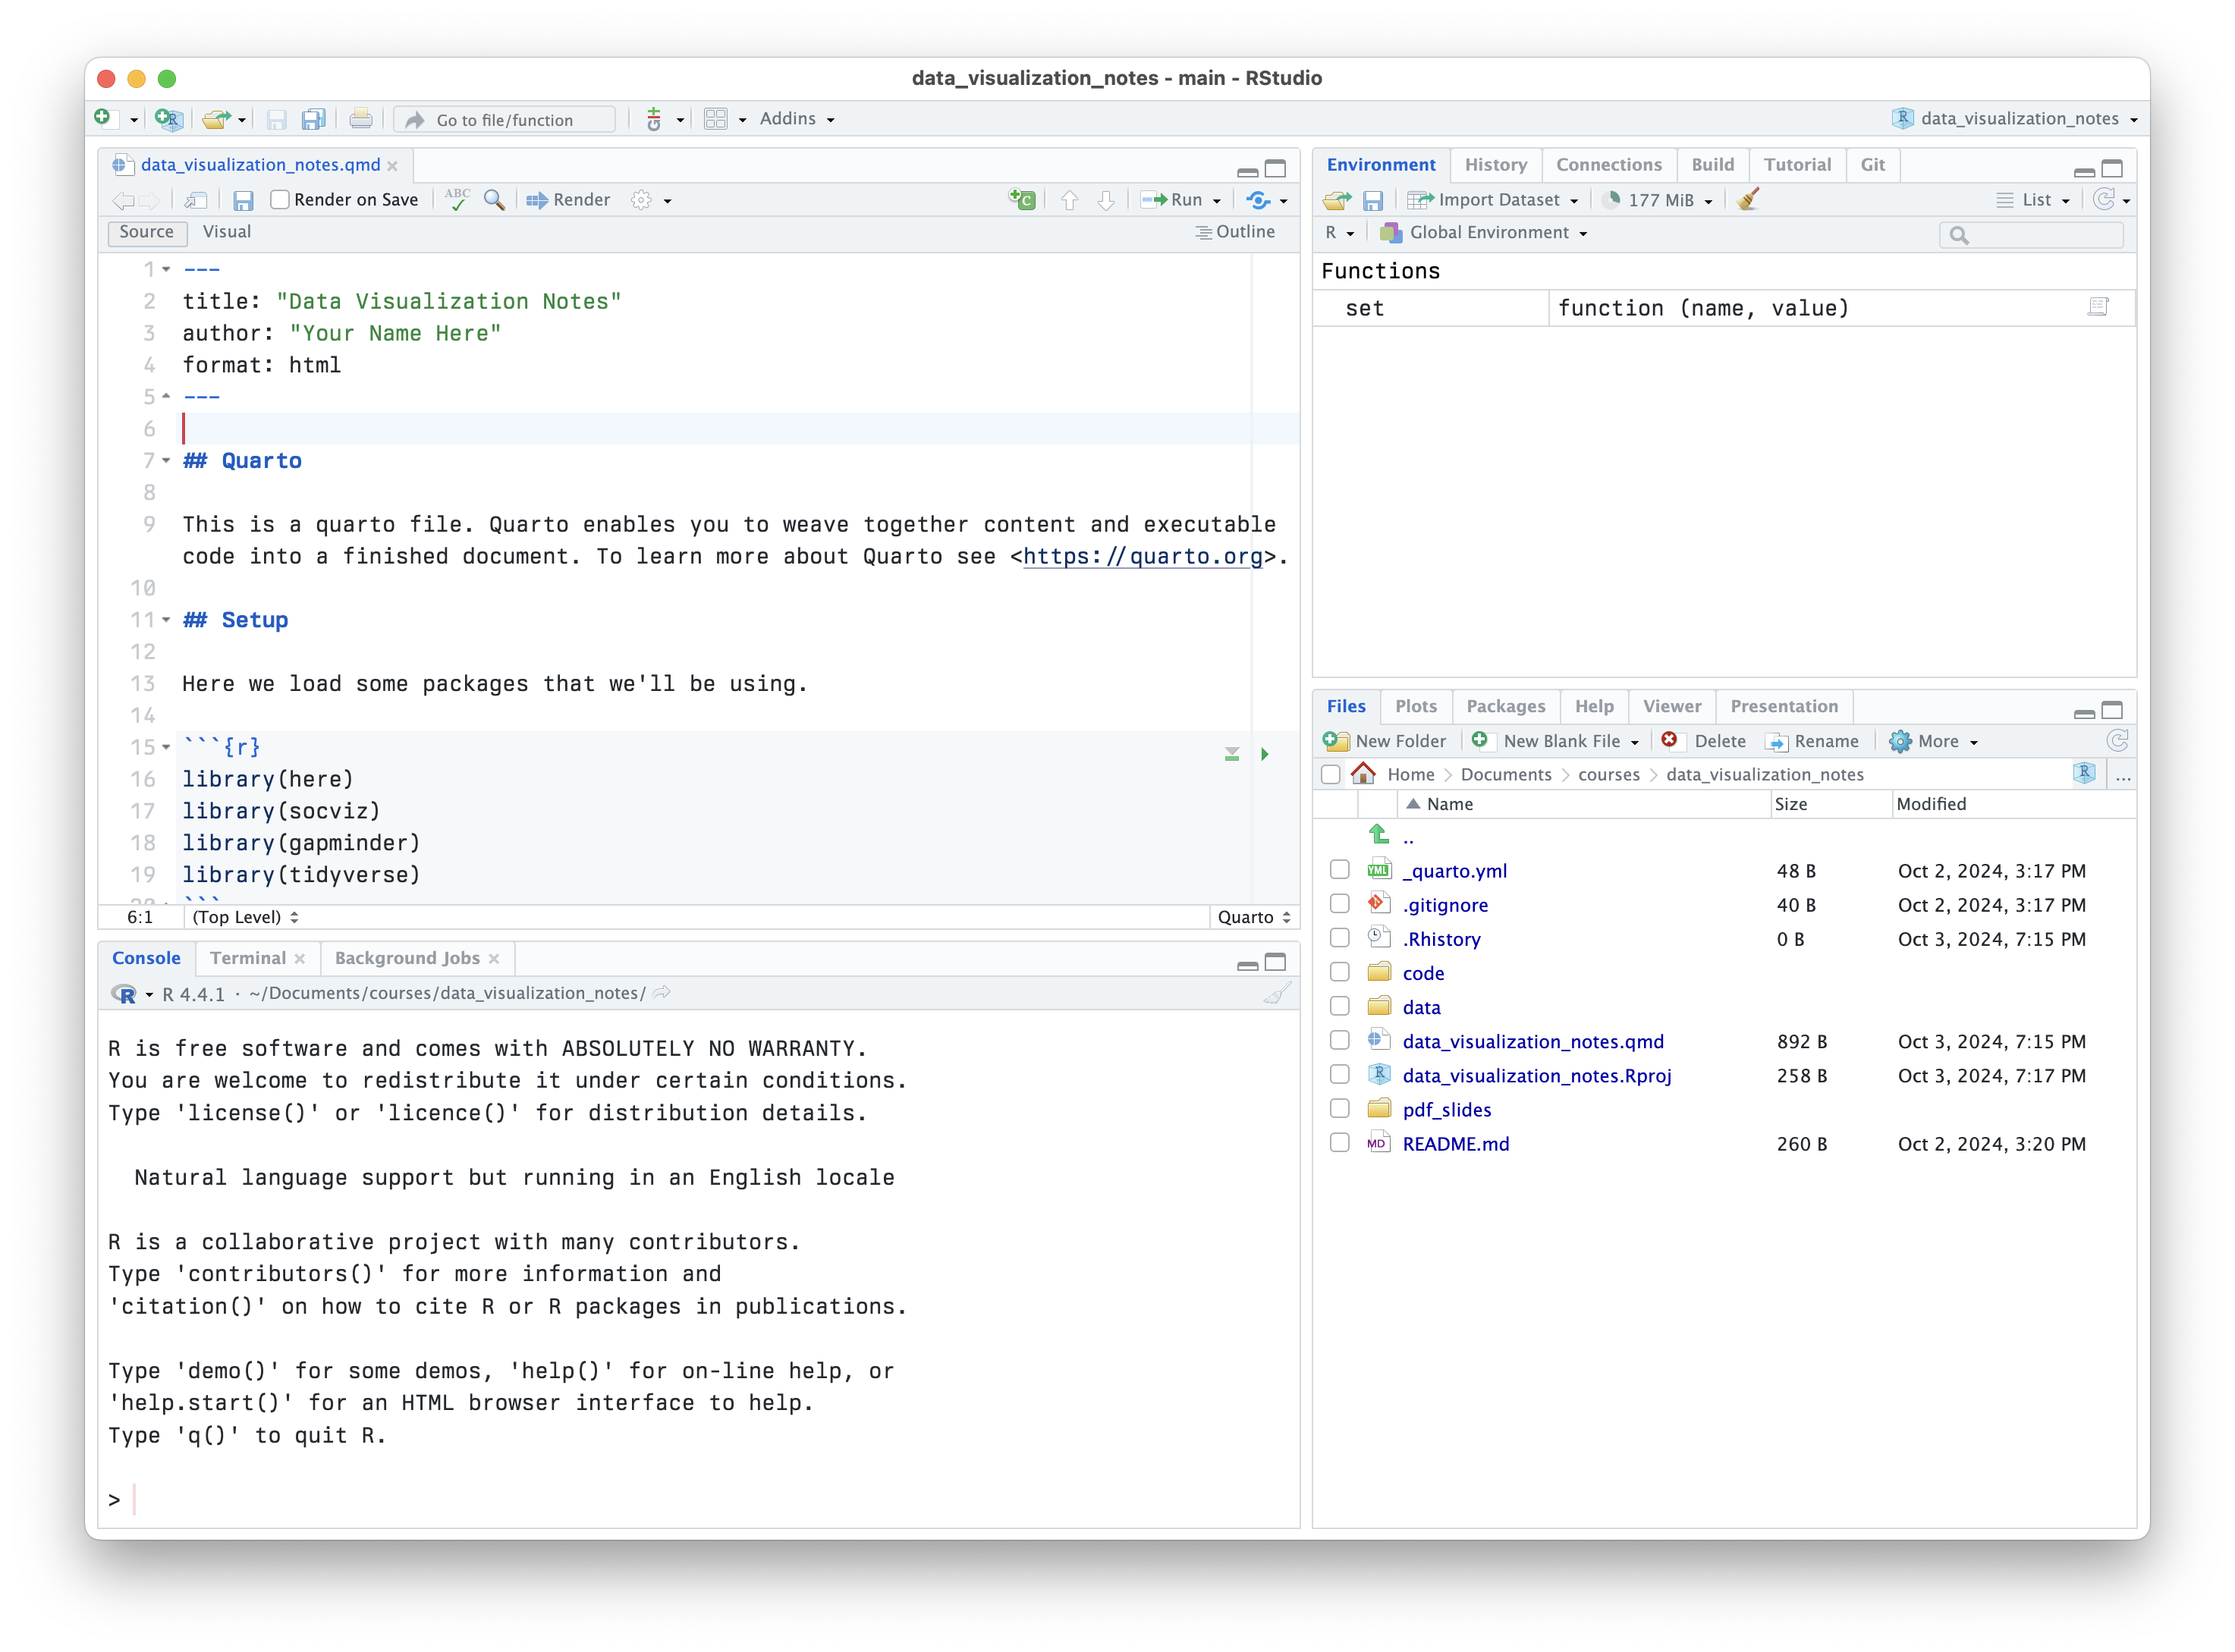 data_visualization_notes - main - RStudio
Go to file/function
Addins
data_visualization_notes
data_visualization_notes.qmd
Render on Save
ABC
Render
Run
Source
Visual
Outline
1 ---
2 title: "Data Visualization Notes"
3 author: "Your Name Here"
4 format: html
5 ---
6
7 ## Quarto
8
9 This is a quarto file. Quarto enables you to weave together content and executable
code into a finished document. To learn more about Quarto see <https://quarto.org>.
10
11 ## Setup
12
13 Here we load some packages that we'll be using.
14
15 ```{r}
16 library(here)
17 library(socviz)
18 library(gapminder)
19 library(tidyverse)
20 ```
6:1 (Top Level)
Quarto
Console Terminal Background Jobs
R 4.4.1 · ~/Documents/courses/data_visualization_notes/
R is free software and comes with ABSOLUTELY NO WARRANTY.
You are welcome to redistribute it under certain conditions.
Type 'license()' or 'licence()' for distribution details.
Natural language support but running in an English locale
R is a collaborative project with many contributors.
Type 'contributors()' for more information and
'citation()' on how to cite R or R packages in publications.
Type 'demo()' for some demos, 'help()' for on-line help, or
'help.start()' for an HTML browser interface to help.
Type 'q()' to quit R.
>
Environment History Connections Build Tutorial Git
Import Dataset 177 MiB List
R Global Environment
Functions
set function (name, value)
Files Plots Packages Help Viewer Presentation
New Folder New Blank File Delete Rename More
Home Documents courses data_visualization_notes ...
Name Size Modified
..
_quarto.yml 48 B Oct 2, 2024, 3:17 PM
.gitignore 40 B Oct 2, 2024, 3:17 PM
.Rhistory 0 B Oct 3, 2024, 7:15 PM
code
data
data_visualization_notes.qmd 892 B Oct 3, 2024, 7:15 PM
data_visualization_notes.Rproj 258 B Oct 3, 2024, 7:17 PM
pdf_slides
README.md 260 B Oct 2, 2024, 3:20 PM